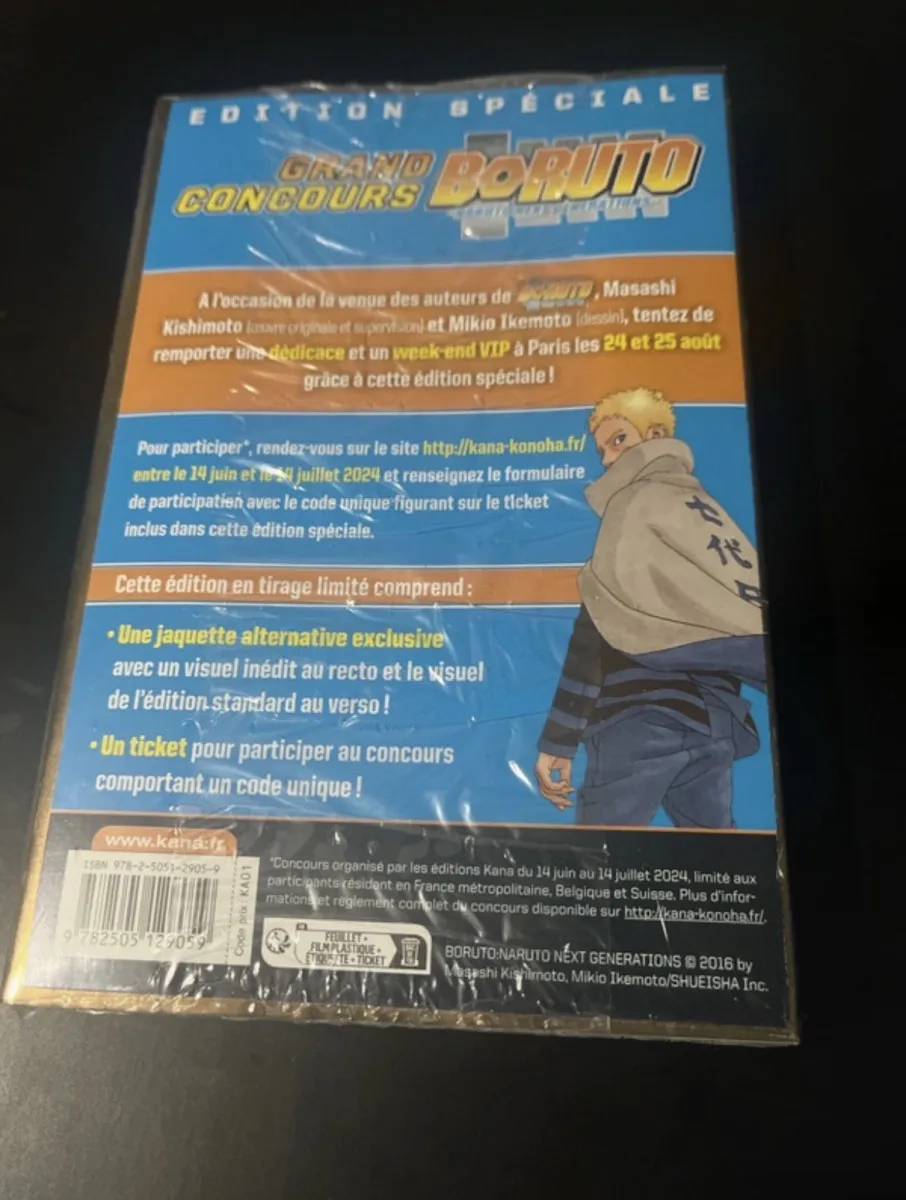 EDITION SPÉCIALE
GRAND
CONCOURS
BORUTO
NARUTO NEXT GENERATIONS
A l'occasion de la venue des auteurs de BORUTO, Masashi
Kishimoto (œuvre originale et supervision) et Mikio Ikemoto (dessin), tentez de
remporter une dédicace et un week-end VIP à Paris les 24 et 25 août
grâce à cette édition spéciale !
Pour participer*, rendez-vous sur le site http://kana-konoha.fr/
entre le 14 juin et le 14 juillet 2024 et renseignez le formulaire
de participation avec le code unique figurant sur le ticket
inclus dans cette édition spéciale.
七代
Cette édition en tirage limité comprend :
• Une jaquette alternative exclusive
avec un visuel inédit au recto et le visuel
de l'édition standard au verso !
• Un ticket pour participer au concours
comportant un code unique !
www.kana.fr
ISBN 978-2-5051-2905-9
9 782505 129059
Code prix : KA01
*Concours organisé par les éditions Kana du 14 juin au 14 juillet 2024, limité aux
participants résidant en France métropolitaine, Belgique et Suisse. Plus d'infor-
mations et règlement complet du concours disponible sur http://kana-konoha.fr/.
FEUILLET +
FILM PLASTIQUE +
ÉTIQUETTE + TICKET
BORUTO:NARUTO NEXT GENERATIONS © 2016 by
Masashi Kishimoto, Mikio Ikemoto/SHUEISHA Inc.